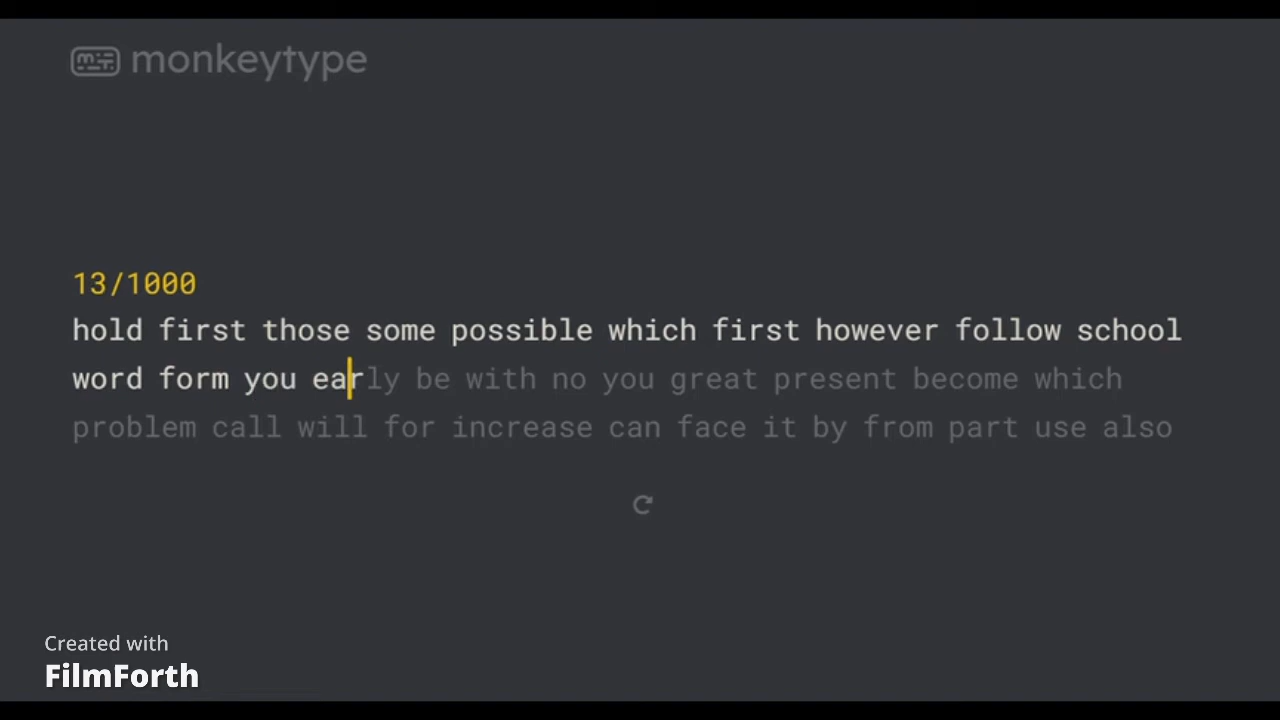 monkeytype
13/1000
hold first those some possible which first however follow school
word form you early be with no you great present become which
problem call will for increase can face it by from part use also
Created with
FilmForth